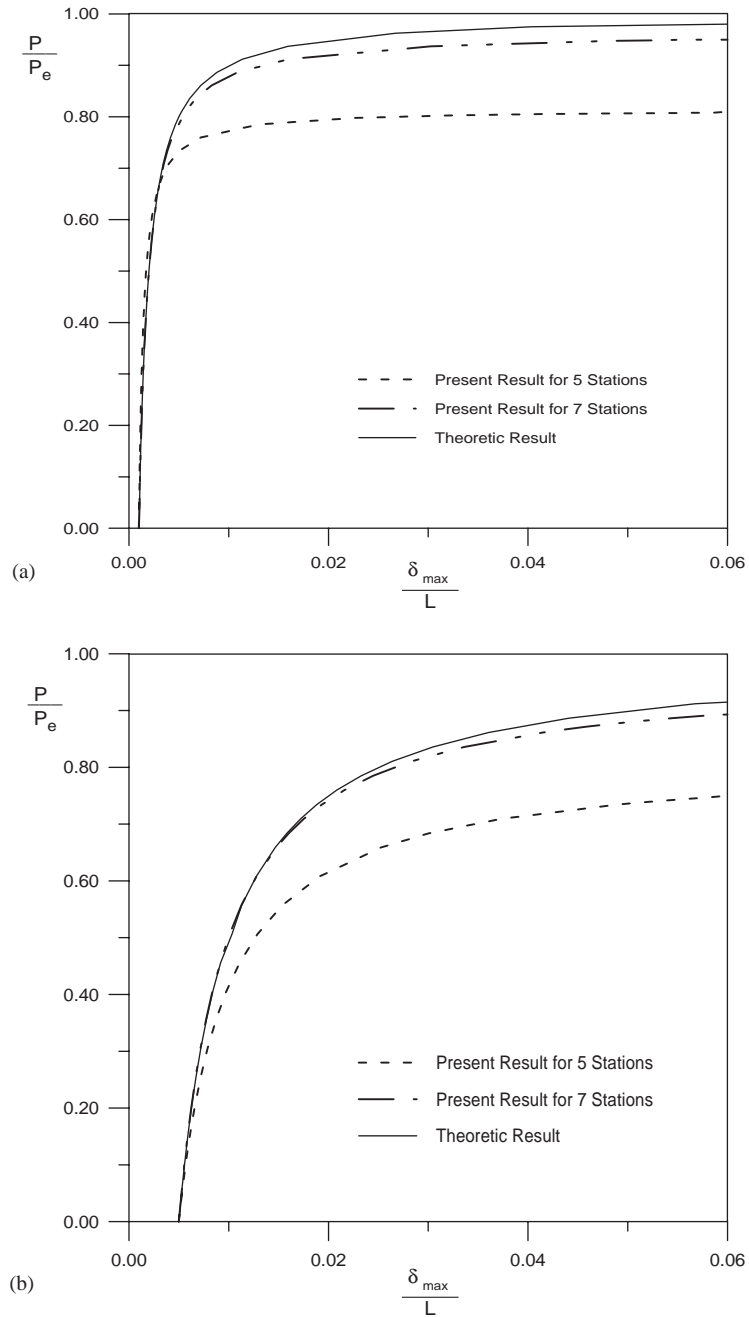 1.00
P
Pe
0.80
0.60
0.40
Present Result for 5 Stations
Present Result for 7 Stations
0.20
Theoretic Result
0.00
(a)
0.00
0.02
0.04
0.06
δ max
L
1.00
P
Pe
0.80
0.60
0.40
Present Result for 5 Stations
Present Result for 7 Stations
0.20
Theoretic Result
0.00
0.00
0.02
0.04
0.06
(b)
δ max
L